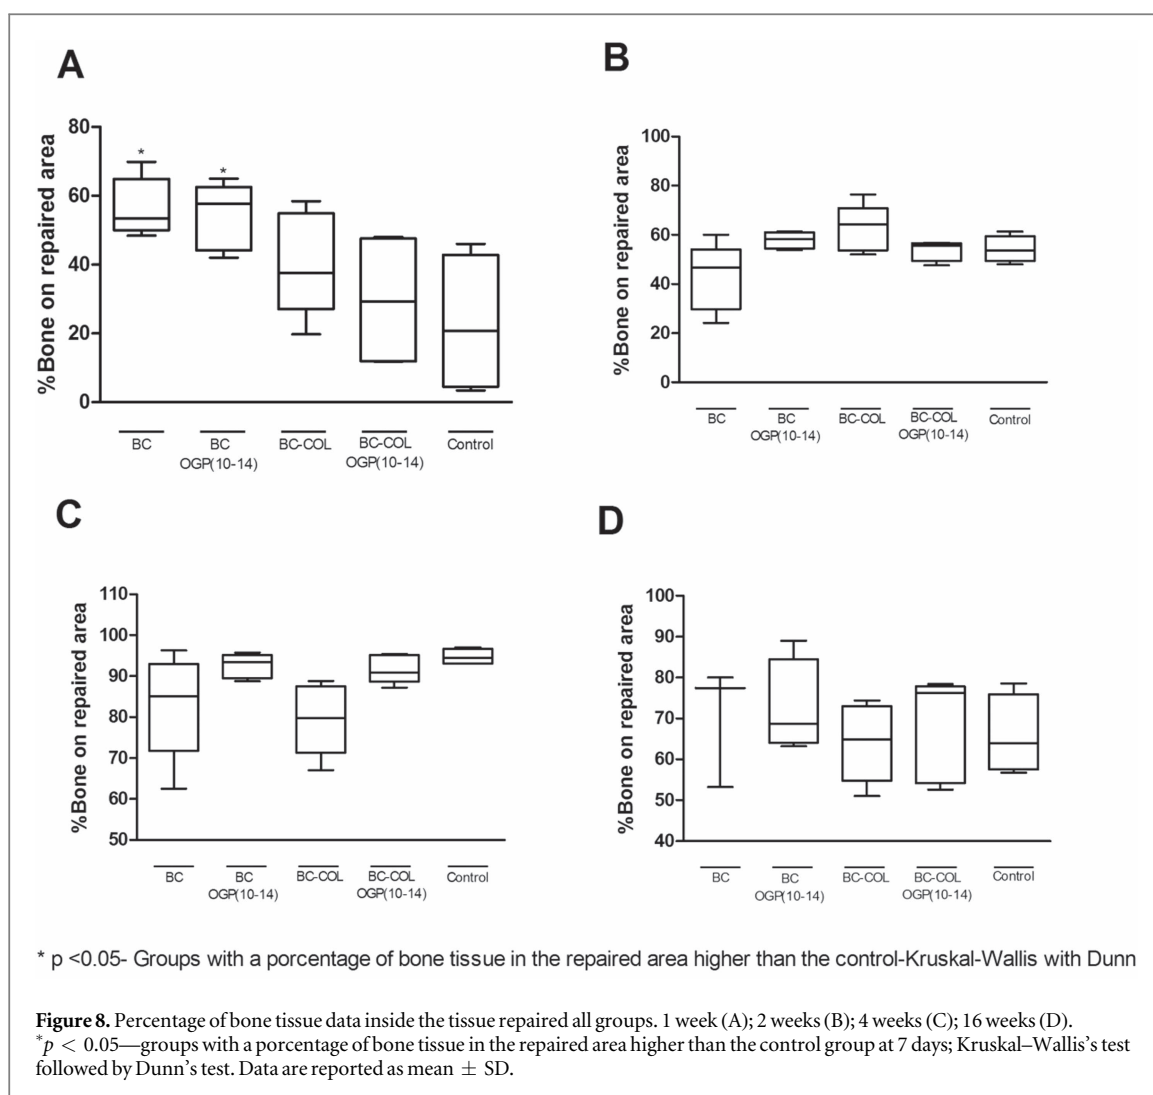 A
%Bone on repaired area
80
60
40
20
0
*
*
BC
BC
OGP(10-14)
BC-COL
BC-COL
OGP(10-14)
Control
B
%Bone on repaired area
100
80
60
40
20
0
BC
BC
OGP(10-14)
BC-COL
BC-COL
OGP(10-14)
Control
C
%Bone on repaired area
110
100
90
80
70
60
50
BC
BC
OGP(10-14)
BC-COL
BC-COL
OGP(10-14)
Control
D
%Bone on repaired area
100
90
80
70
60
50
40
BC
BC
OGP(10-14)
BC-COL
BC-COL
OGP(10-14)
Control
* p <0.05- Groups with a porcentage of bone tissue in the repaired area higher than the control-Kruskal-Wallis with Dunn
Figure 8. Percentage of bone tissue data inside the tissue repaired all groups. 1 week (A); 2 weeks (B); 4 weeks (C); 16 weeks (D).
*p < 0.05—groups with a porcentage of bone tissue in the repaired area higher than the control group at 7 days; Kruskal–Wallis's test
followed by Dunn's test. Data are reported as mean ± SD.